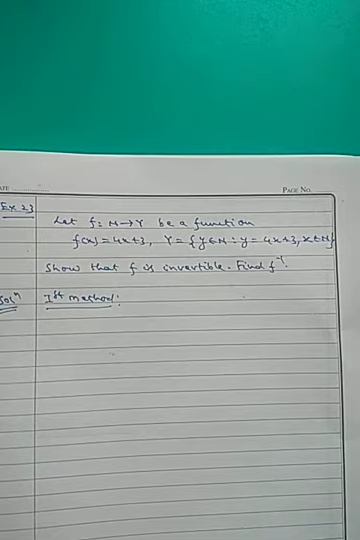 ATE ............... PAGE No. ............
Ex 23 Let f: N→Y be a function
f(x) = 4x+3, Y = {y∈N : y = 4x+3, x∈N}
Show that f is invertible. Find f⁻¹.
Solⁿ Iˢᵗ method: